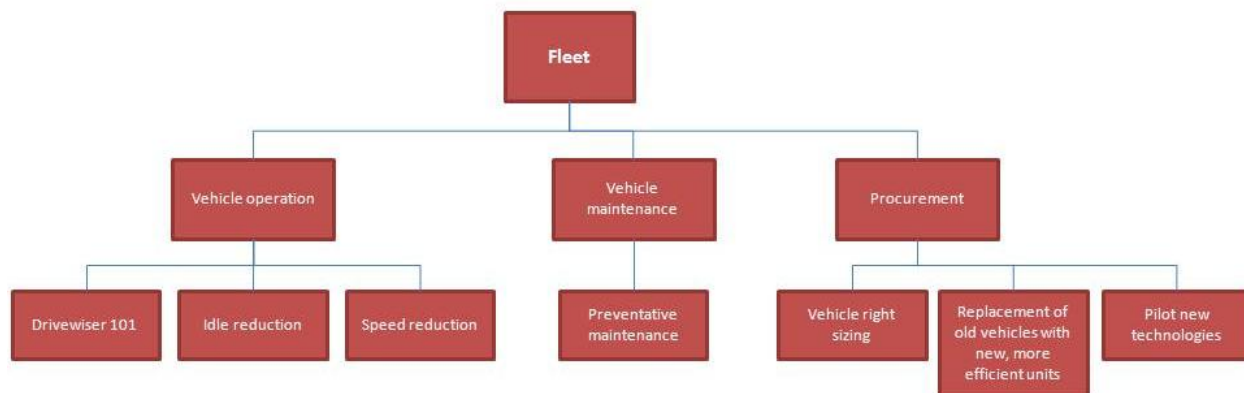 Fleet
Vehicle operation
Vehicle
maintenance
Procurement
Drivewiser 101
Idle reduction
Speed reduction
Preventative
maintenance
Vehicle right
sizing
Replacement of
old vehicles with
new, more
efficient units
Pilot new
technologies